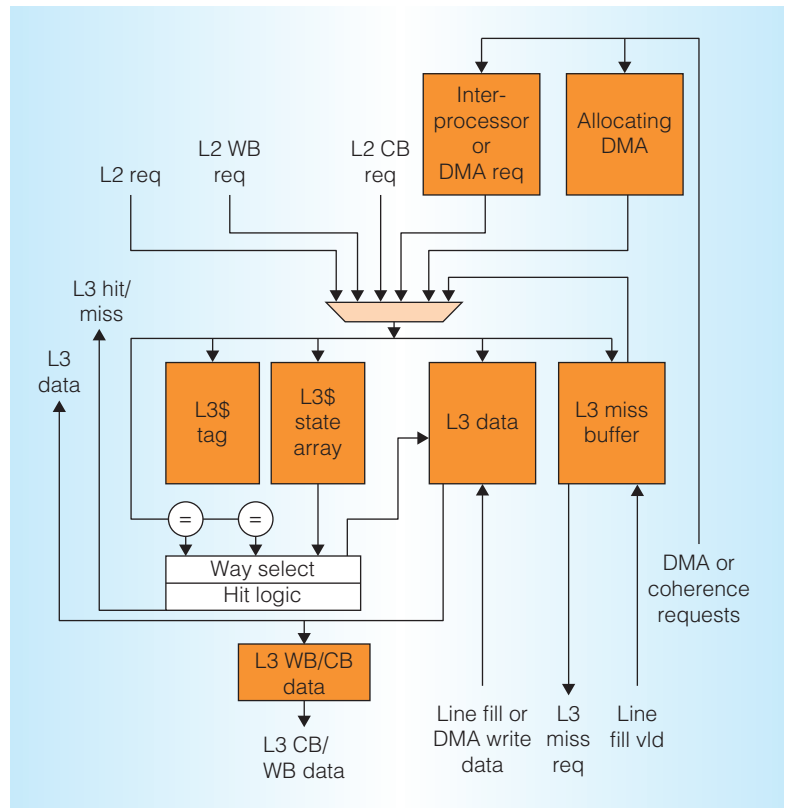 Inter-
processor
or
DMA req
Allocating
DMA
L2 req
L2 WB
req
L2 CB
req
L3 hit/
miss
L3
data
L3$
tag
L3$
state
array
L3 data
L3 miss
buffer
=
=
Way select
Hit logic
DMA or
coherence
requests
L3 WB/CB
data
L3 CB/
WB data
Line fill or
DMA write
data
L3
miss
req
Line
fill vld